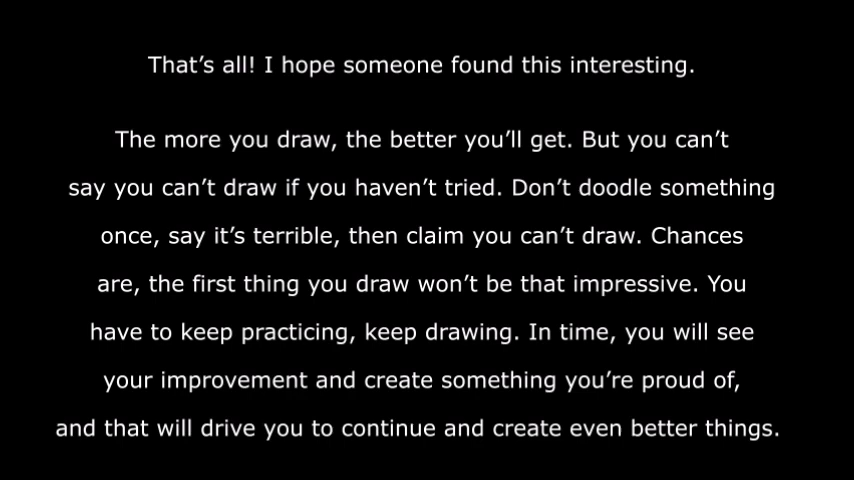 That’s all! I hope someone found this interesting.
The more you draw, the better you’ll get. But you can’t
say you can’t draw if you haven’t tried. Don’t doodle something
once, say it’s terrible, then claim you can’t draw. Chances
are, the first thing you draw won’t be that impressive. You
have to keep practicing, keep drawing. In time, you will see
your improvement and create something you’re proud of,
and that will drive you to continue and create even better things.